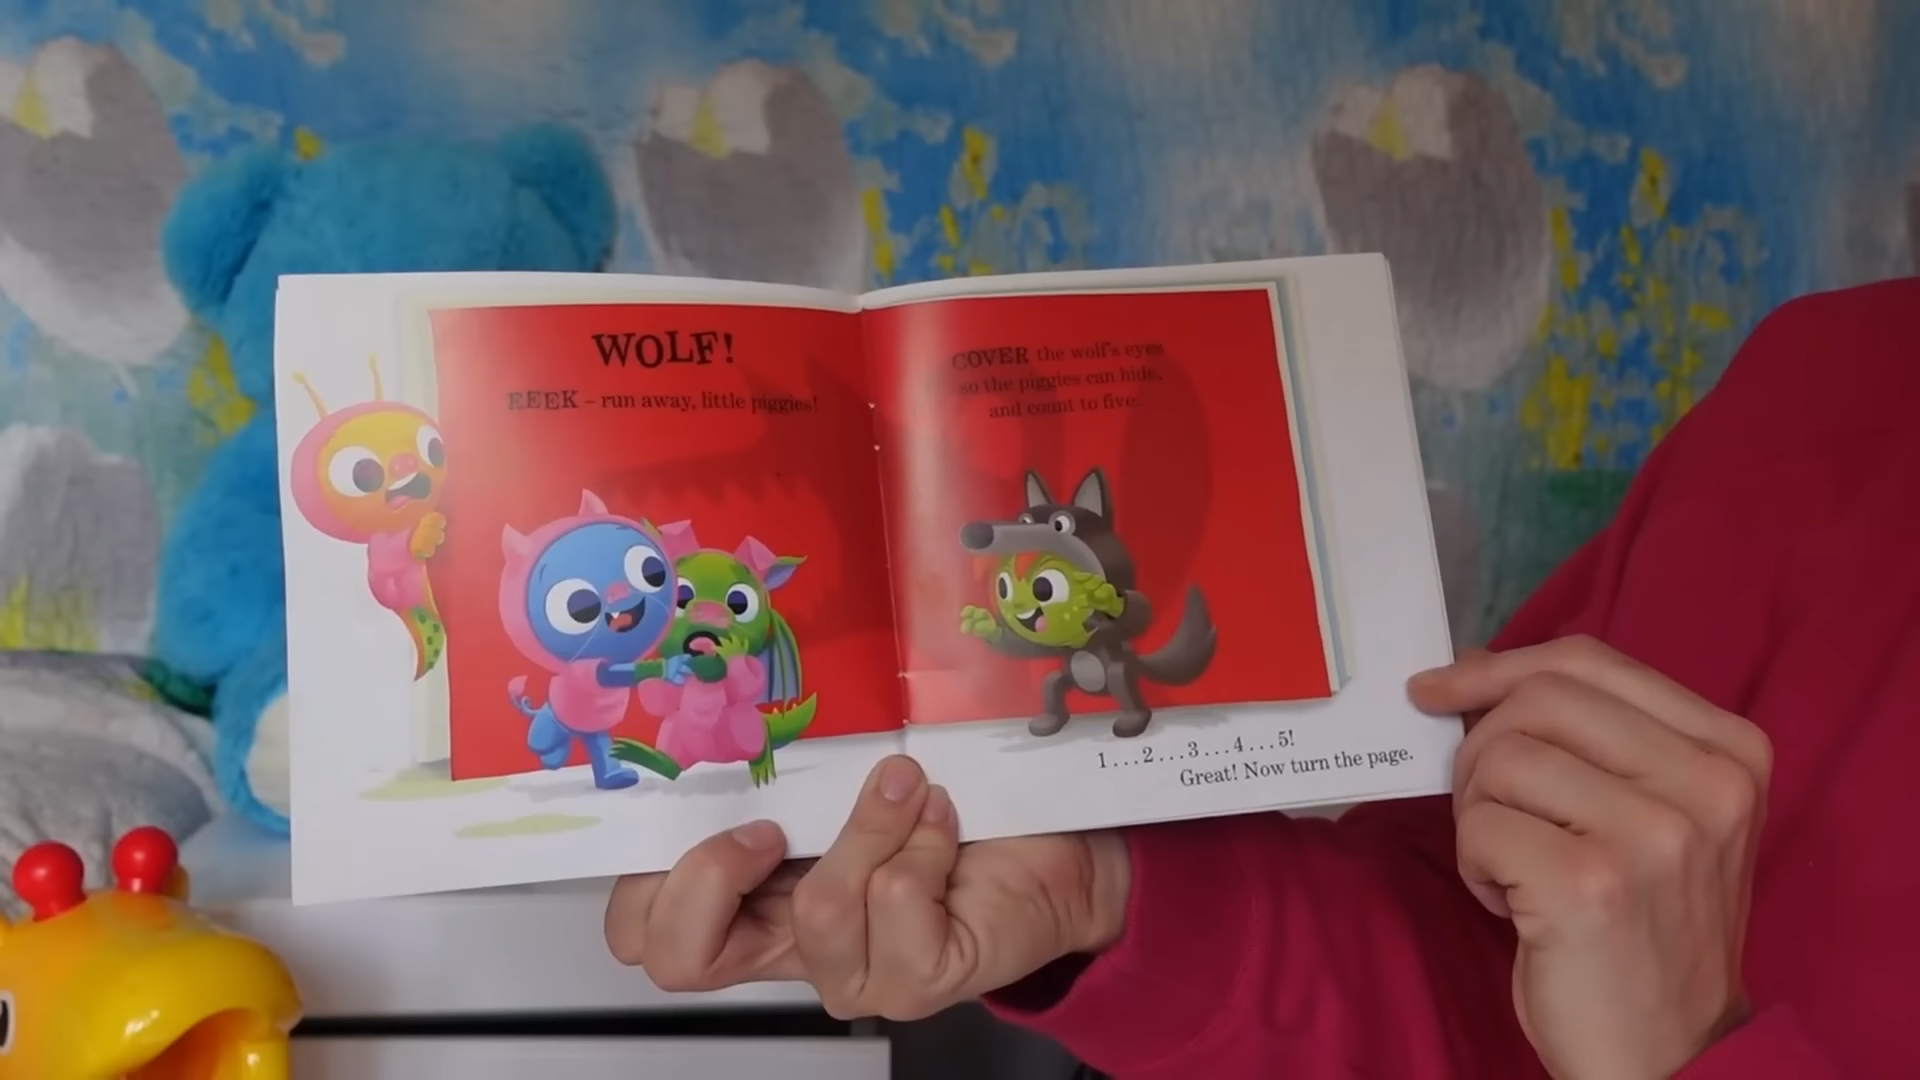 WOLF!
EEEK – run away, little piggies!
COVER the wolf's eyes
so the piggies can hide,
and count to five.
1...2...3...4...5!
Great! Now turn the page.